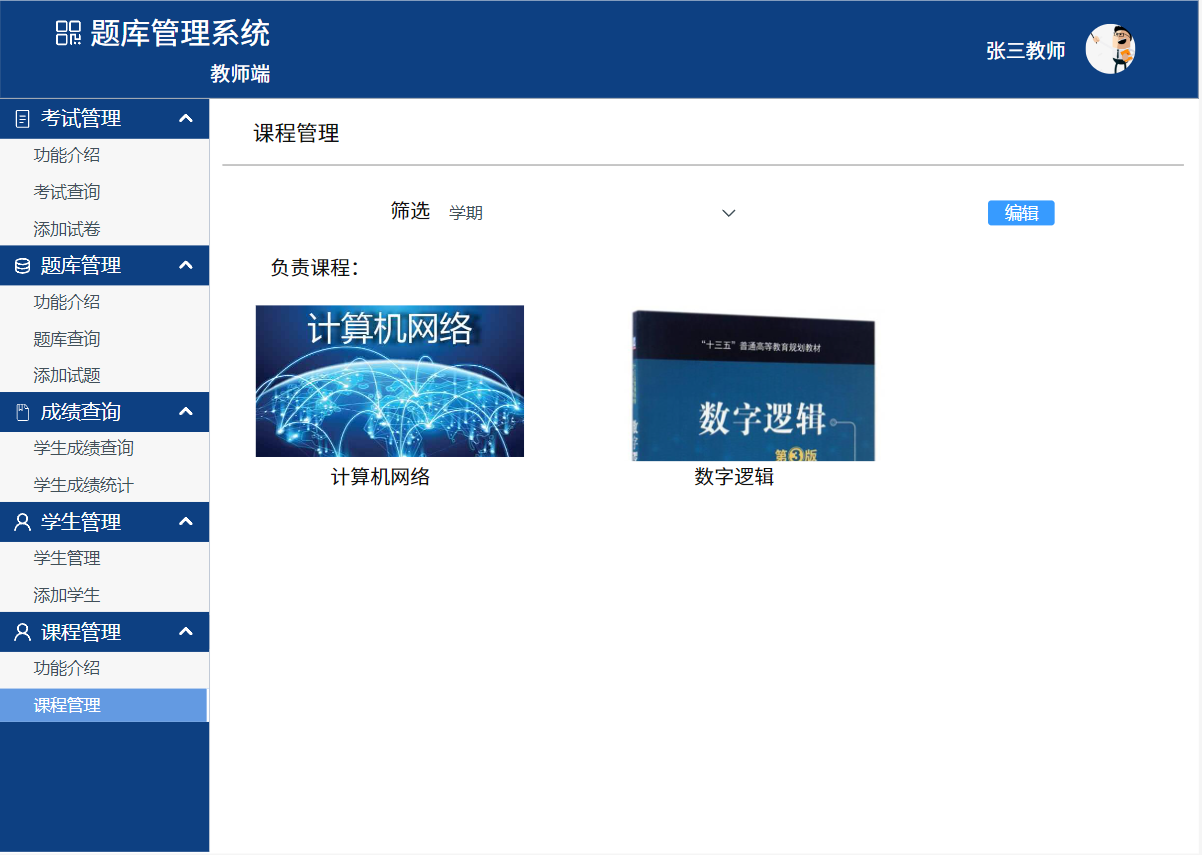 题库管理系统
教师端
张三教师
考试管理
功能介绍
考试查询
添加试卷
题库管理
功能介绍
题库查询
添加试题
成绩查询
学生成绩查询
学生成绩统计
学生管理
学生管理
添加学生
课程管理
功能介绍
课程管理
课程管理
筛选 学期
编辑
负责课程：
计算机网络
计算机网络
“十三五”普通高等教育规划教材
数字逻辑
第3版
数字逻辑